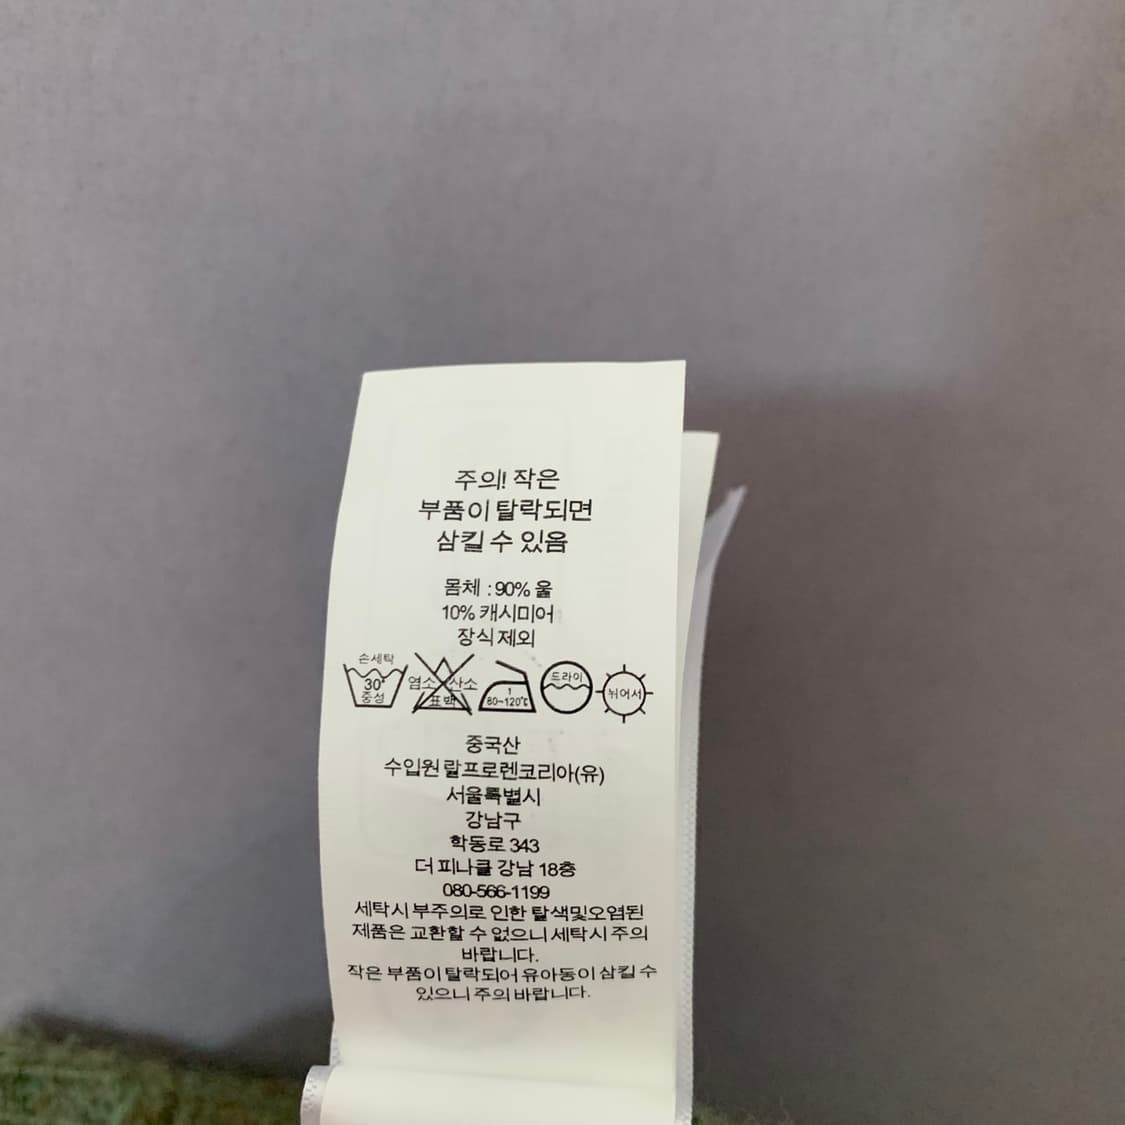 주의! 작은
부품이 탈락되면
삼킬 수 있음
몸체 : 90% 울
10% 캐시미어
장식 제외
손세탁
30°
중성
염소 산소
표백
1
80~120℃
드라이
뉘어서
중국산
수입원 랄프로렌코리아(유)
서울특별시
강남구
학동로 343
더 피나클 강남 18층
080-566-1199
세탁시 부주의로 인한 탈색및오염된
제품은 교환할 수 없으니 세탁시 주의
바랍니다.
작은 부품이 탈락되어 유아동이 삼킬 수
있으니 주의 바랍니다.